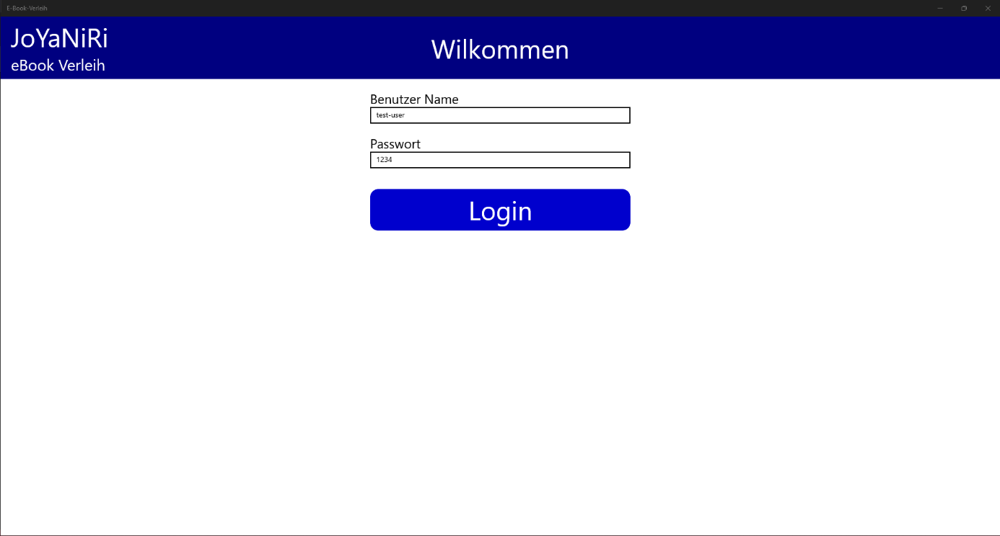 E-Book-Verleih
JoYaNiRi
eBook Verleih
Wilkommen
Benutzer Name
test-user
Passwort
1234
Login